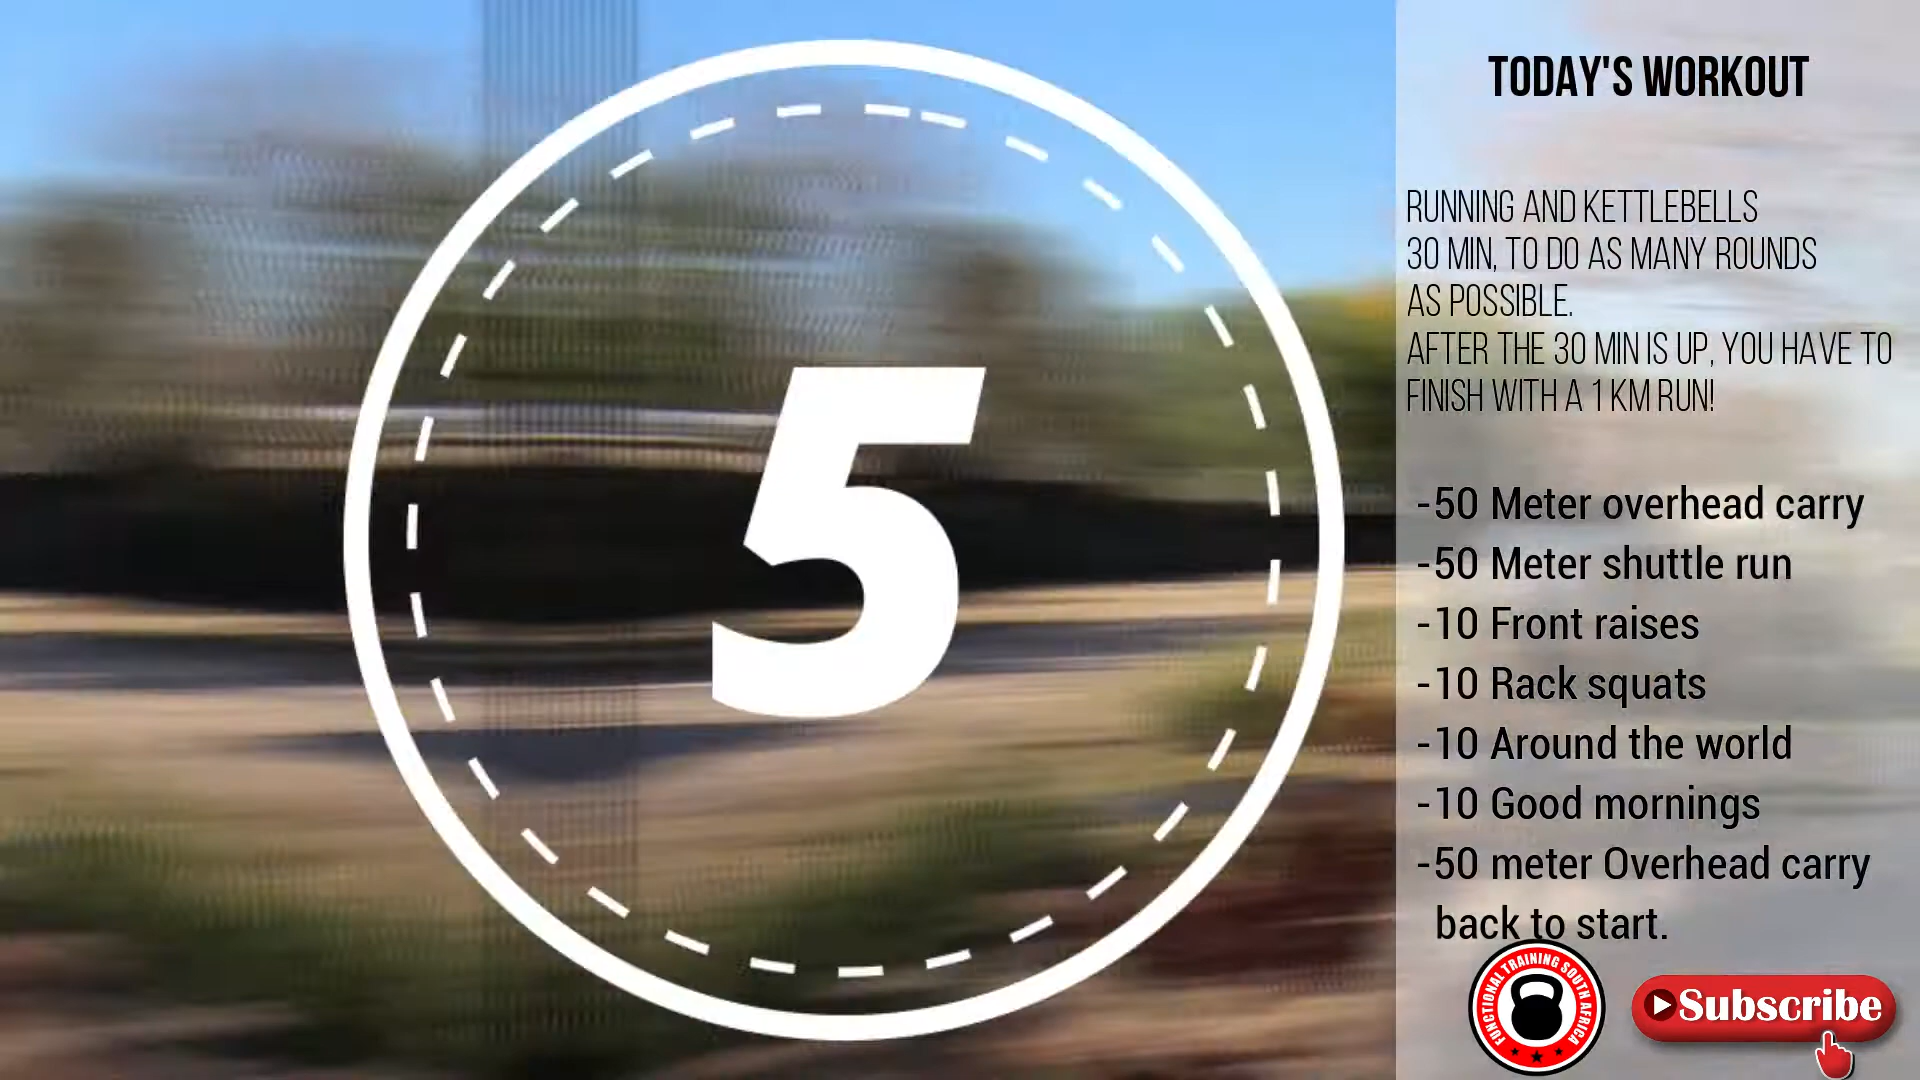 5
TODAY'S WORKOUT
RUNNING AND KETTLEBELLS
30 MIN, TO DO AS MANY ROUNDS
AS POSSIBLE.
AFTER THE 30 MIN IS UP, YOU HAVE TO
FINISH WITH A 1 KM RUN!
-50 Meter overhead carry
-50 Meter shuttle run
-10 Front raises
-10 Rack squats
-10 Around the world
-10 Good mornings
-50 meter Overhead carry
back to start.
FUNCTIONAL TRAINING SOUTH AFRICA
Subscribe